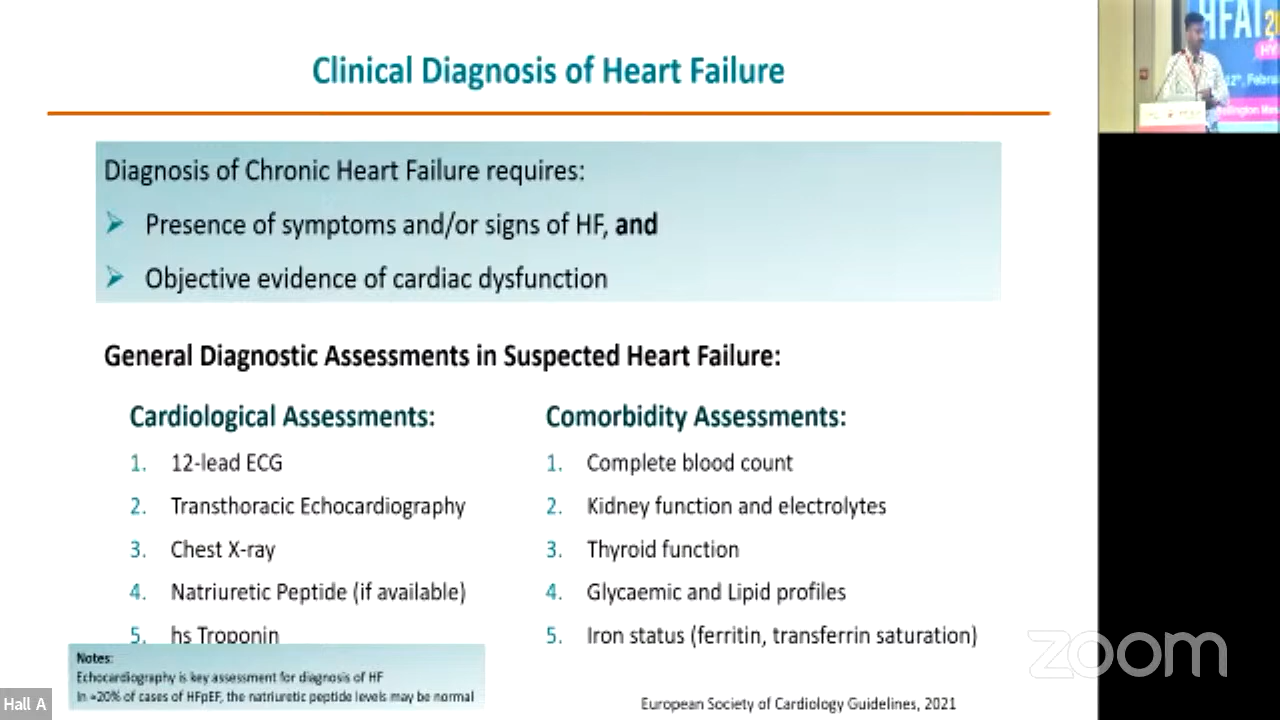 Clinical Diagnosis of Heart Failure
Diagnosis of Chronic Heart Failure requires:
➢ Presence of symptoms and/or signs of HF, and
➢ Objective evidence of cardiac dysfunction
General Diagnostic Assessments in Suspected Heart Failure:
Cardiological Assessments:
1. 12-lead ECG
2. Transthoracic Echocardiography
3. Chest X-ray
4. Natriuretic Peptide (if available)
5. hs Troponin
Comorbidity Assessments:
1. Complete blood count
2. Kidney function and electrolytes
3. Thyroid function
4. Glycaemic and Lipid profiles
5. Iron status (ferritin, transferrin saturation)
Notes:
Echocardiography is key assessment for diagnosis of HF
In ≈20% of cases of HFpEF, the natriuretic peptide levels may be normal
European Society of Cardiology Guidelines, 2021
Hall A
zoom
HFAI